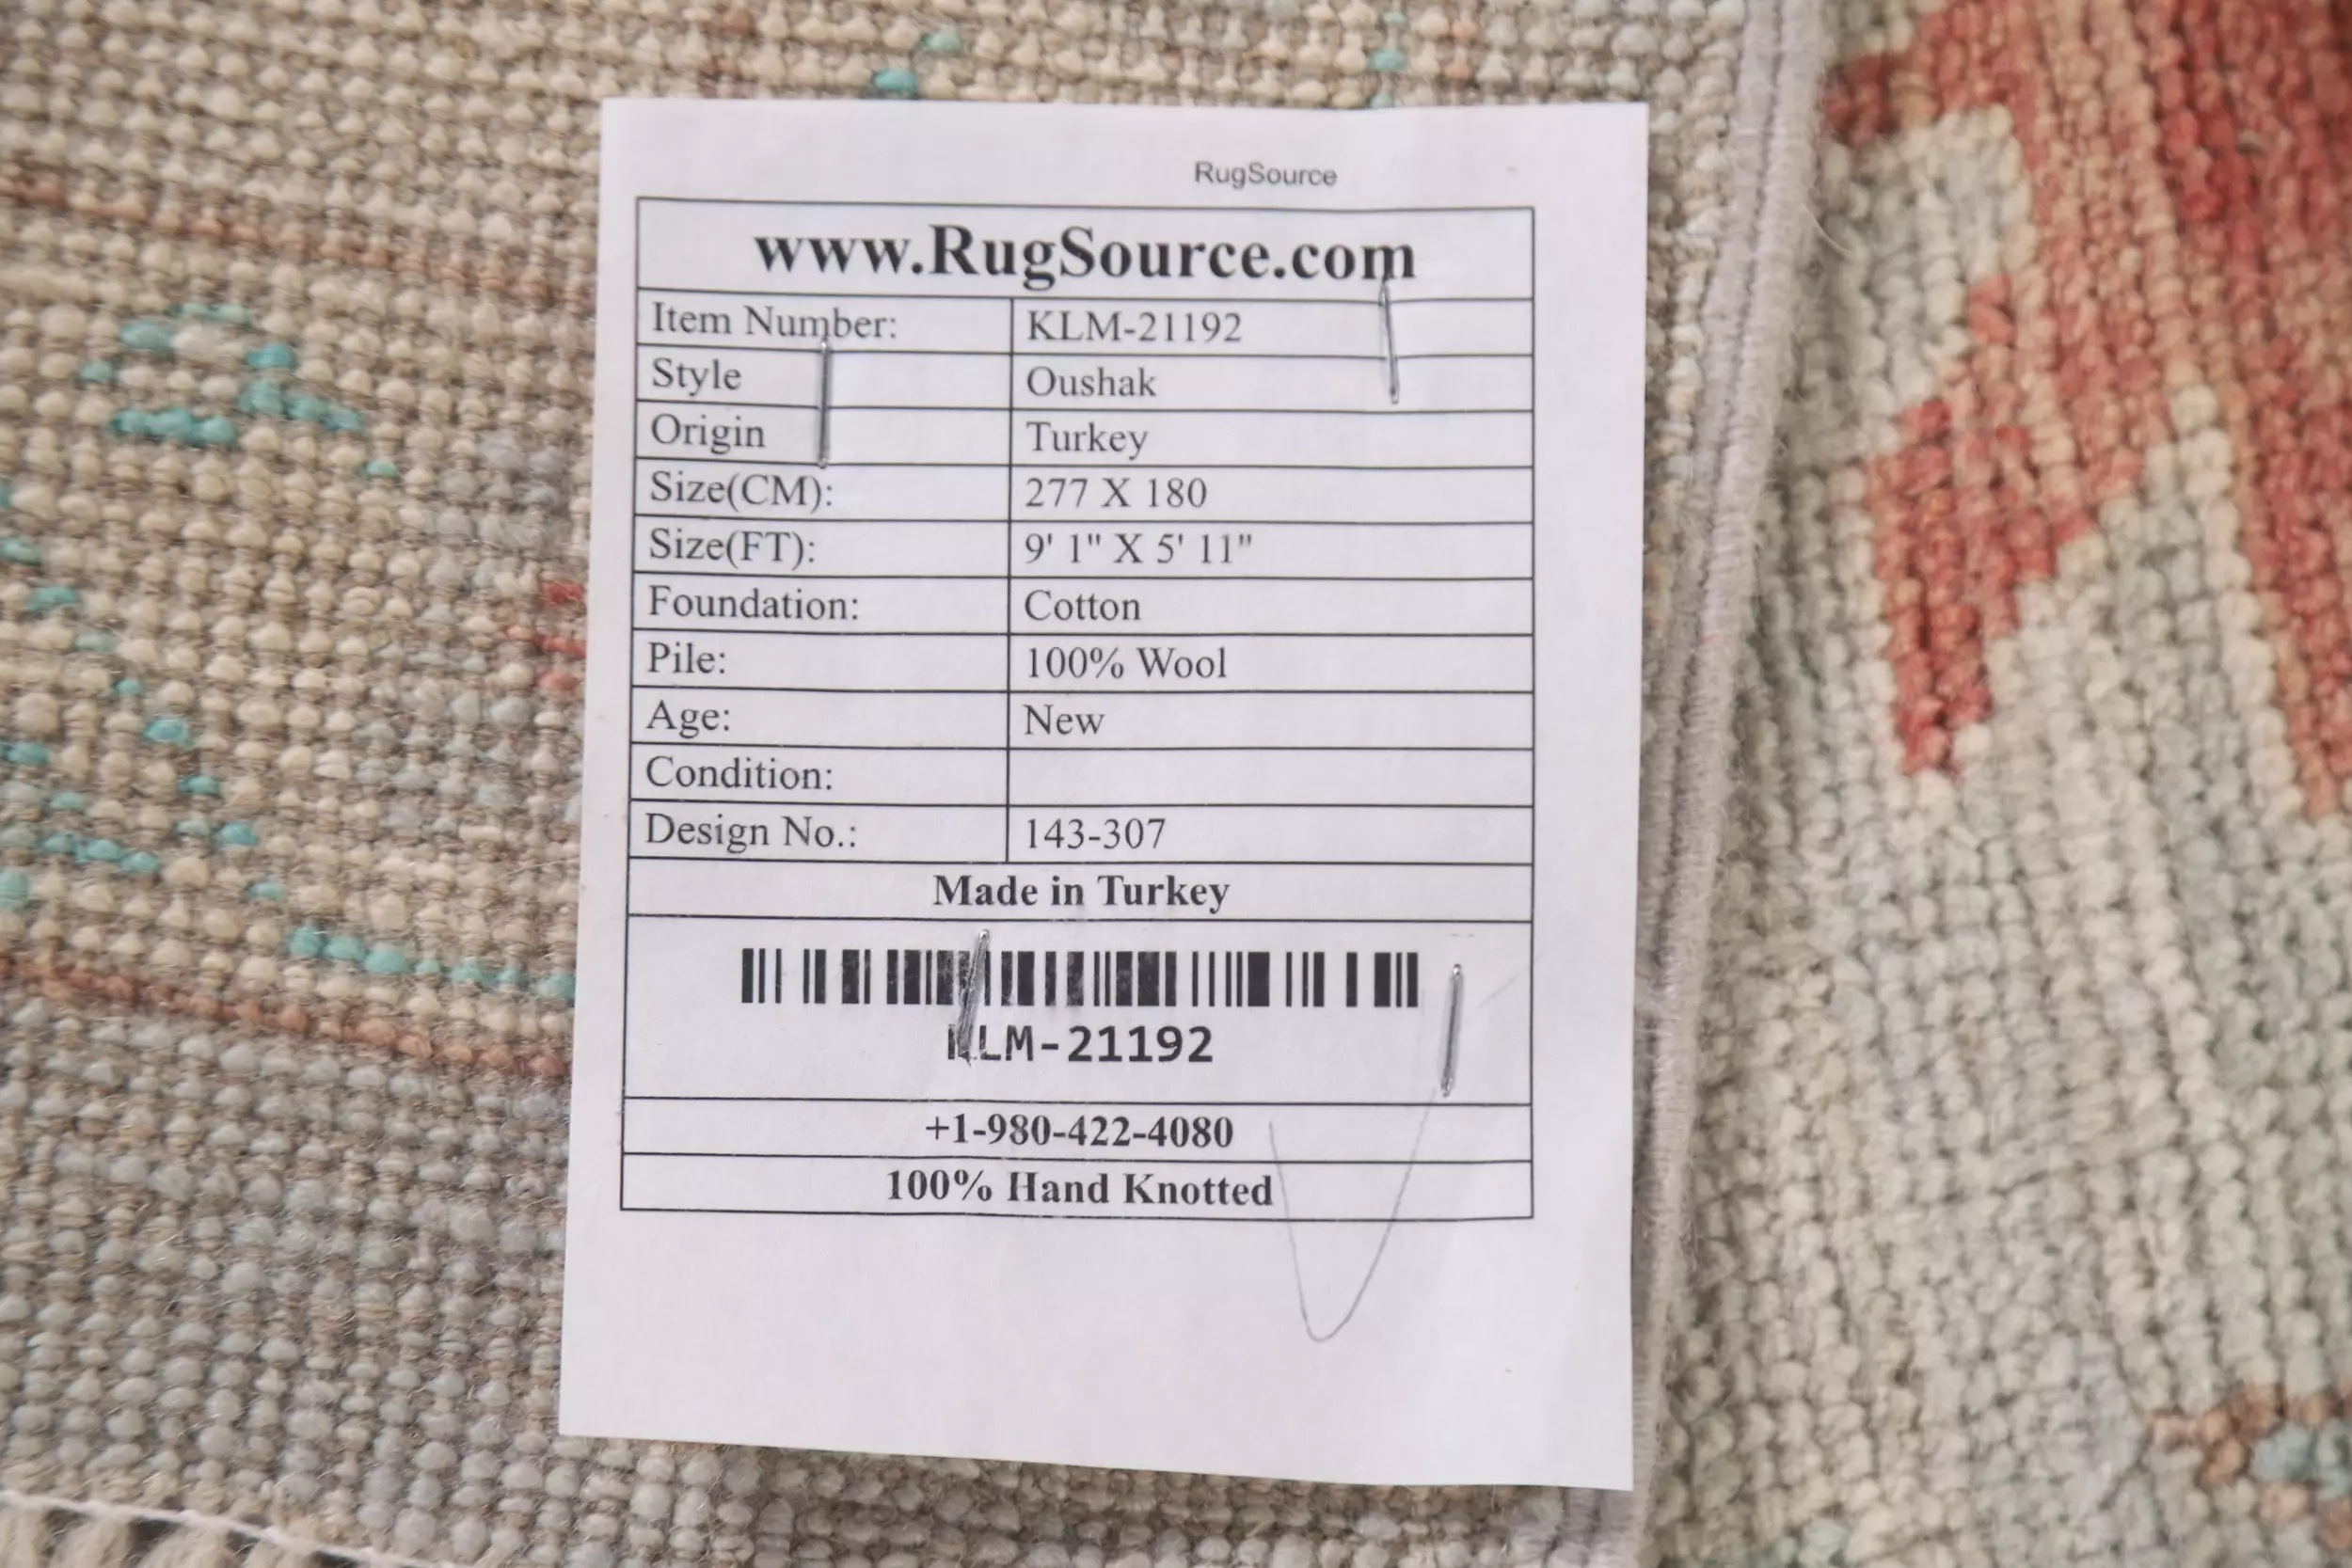 RugSource
www.RugSource.com
Item Number: KLM-21192
Style Oushak
Origin Turkey
Size(CM): 277 X 180
Size(FT): 9' 1" X 5' 11"
Foundation: Cotton
Pile: 100% Wool
Age: New
Condition:
Design No.: 143-307
Made in Turkey
KLM-21192
+1-980-422-4080
100% Hand Knotted